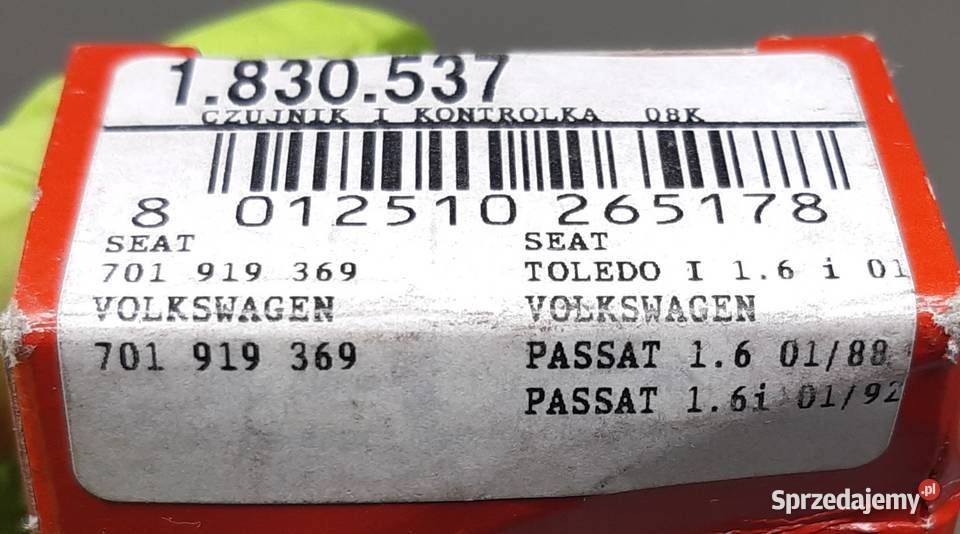 1.830.537
CZUJNIK I KONTROLKA 08K
8 012510 265178
SEAT
701 919 369
VOLKSWAGEN
701 919 369
SEAT
TOLEDO I 1.6 i 01
VOLKSWAGEN
PASSAT 1.6 01/88
PASSAT 1.6i 01/92
Sprzedajemy.pl